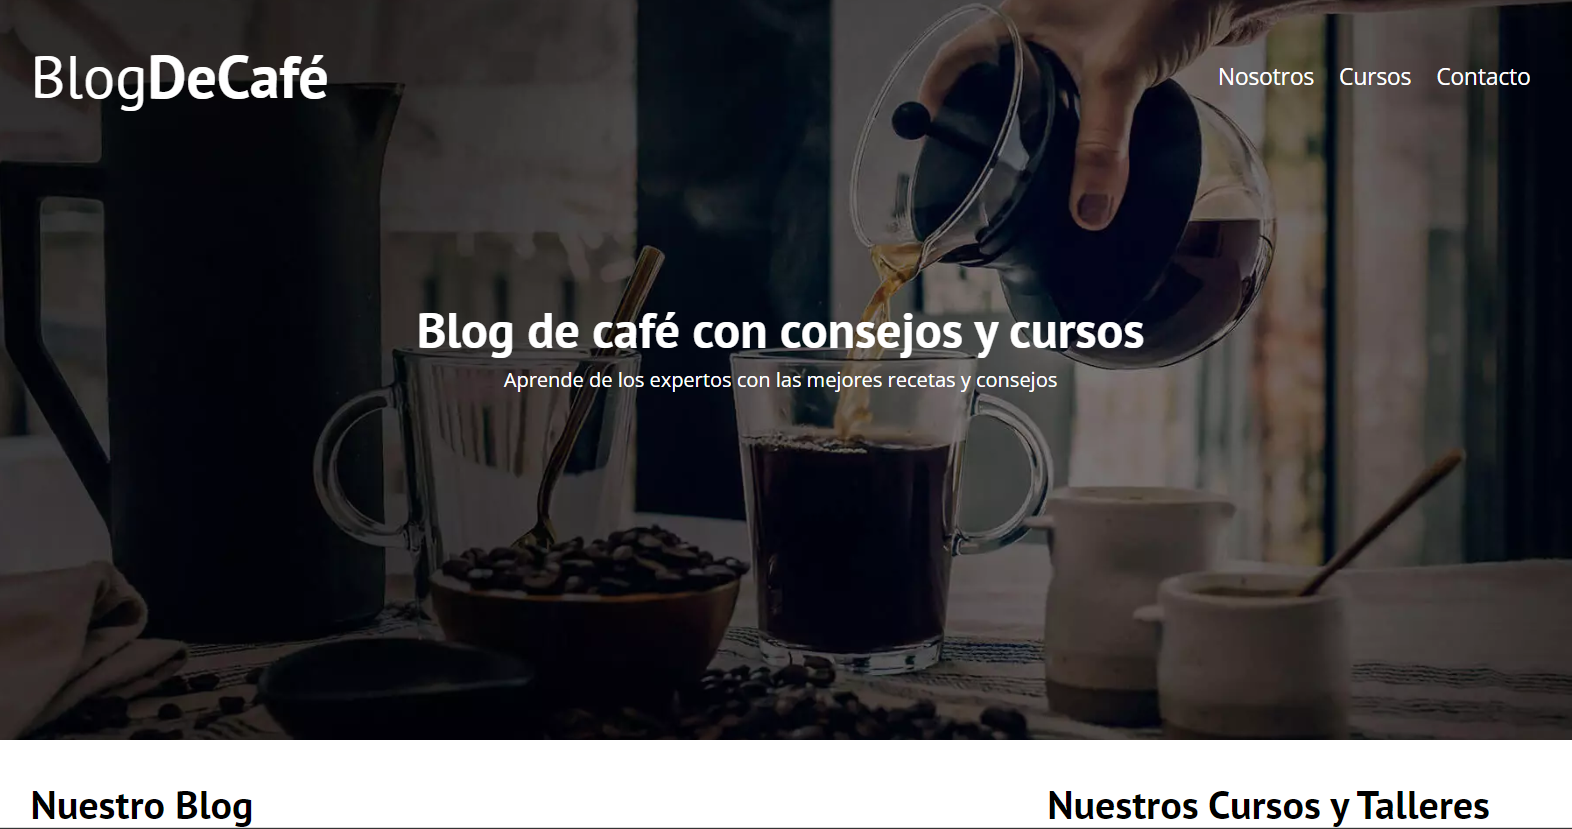 BlogDeCafé
Nosotros Cursos Contacto
Blog de café con consejos y cursos
Aprende de los expertos con las mejores recetas y consejos
Nuestro Blog
Nuestros Cursos y Talleres